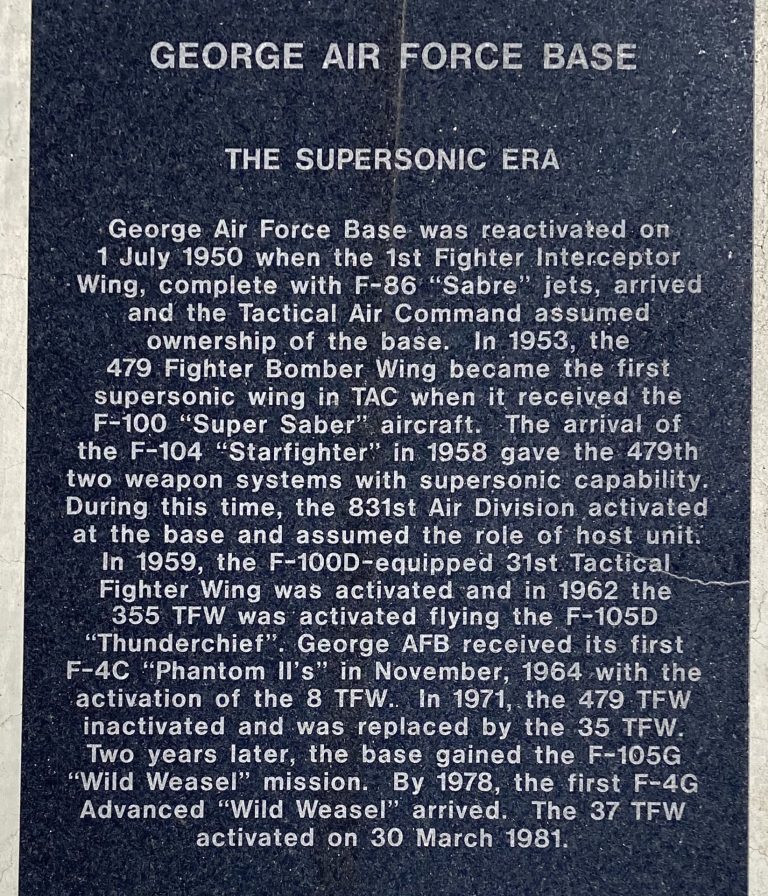 GEORGE AIR FORCE BASE
THE SUPERSONIC ERA
George Air Force Base was reactivated on
1 July 1950 when the 1st Fighter Interceptor
Wing, complete with F-86 "Sabre" jets, arrived
and the Tactical Air Command assumed
ownership of the base. In 1953, the
479 Fighter Bomber Wing became the first
supersonic wing in TAC when it received the
F-100 "Super Saber" aircraft. The arrival of
the F-104 "Starfighter" in 1958 gave the 479th
two weapon systems with supersonic capability.
During this time, the 831st Air Division activated
at the base and assumed the role of host unit.
In 1959, the F-100D-equipped 31st Tactical
Fighter Wing was activated and in 1962 the
355 TFW was activated flying the F-105D
"Thunderchief". George AFB received its first
F-4C "Phantom II's" in November, 1964 with the
activation of the 8 TFW. In 1971, the 479 TFW
inactivated and was replaced by the 35 TFW.
Two years later, the base gained the F-105G
"Wild Weasel" mission. By 1978, the first F-4G
Advanced "Wild Weasel" arrived. The 37 TFW
activated on 30 March 1981.